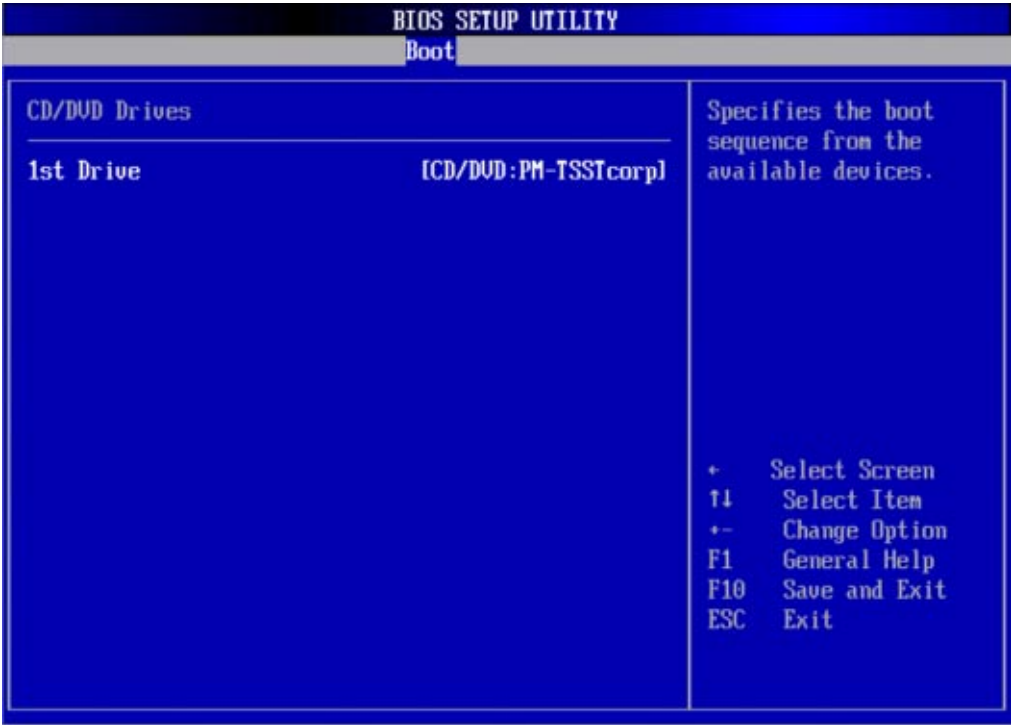 BIOS SETUP UTILITY
Boot
CD/DVD Drives
1st Drive [CD/DVD:PM-TSSTcorp]
Specifies the boot
sequence from the
available devices.
← Select Screen
↑↓ Select Item
+- Change Option
F1 General Help
F10 Save and Exit
ESC Exit